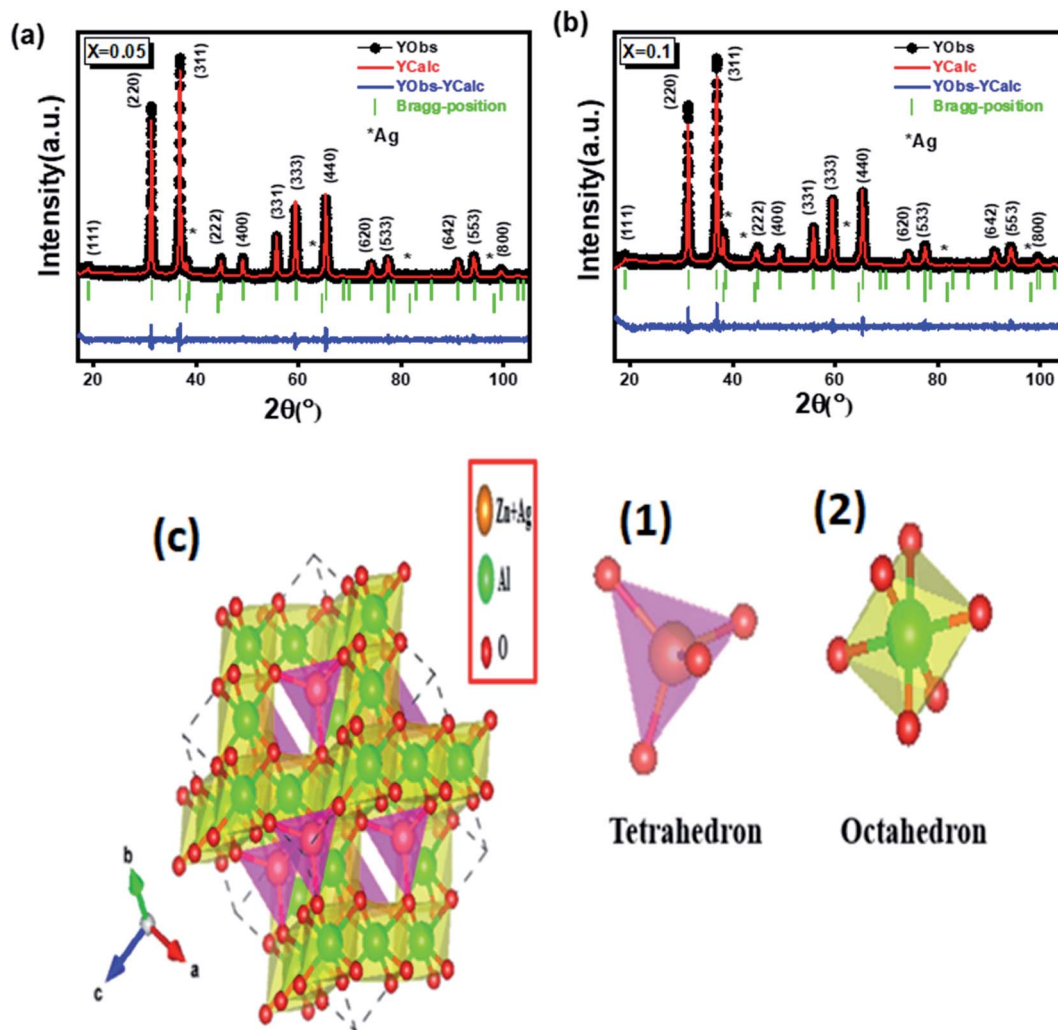 (a)
X=0.05
YObs
YCalc
YObs-YCalc
Bragg-position
*Ag
(111)
(220)
(311)
*
(222)
(400)
(331)
(333)
*
(440)
(620)
(533)
*
(642)
(553)
*
(800)
Intensity(a.u.)
20 40 60 80 100
2θ(°)
(b)
X=0.1
YObs
YCalc
YObs-YCalc
Bragg-position
*Ag
(111)
(220)
(311)
*
*
(222)
(400)
(331)
(333)
*
(440)
(620)
(533)
*
(642)
(553)
*
(800)
Intensity(a.u.)
20 40 60 80 100
2θ(°)
(c)
Zn+Ag
Al
O
b
c
a
(1)
Tetrahedron
(2)
Octahedron